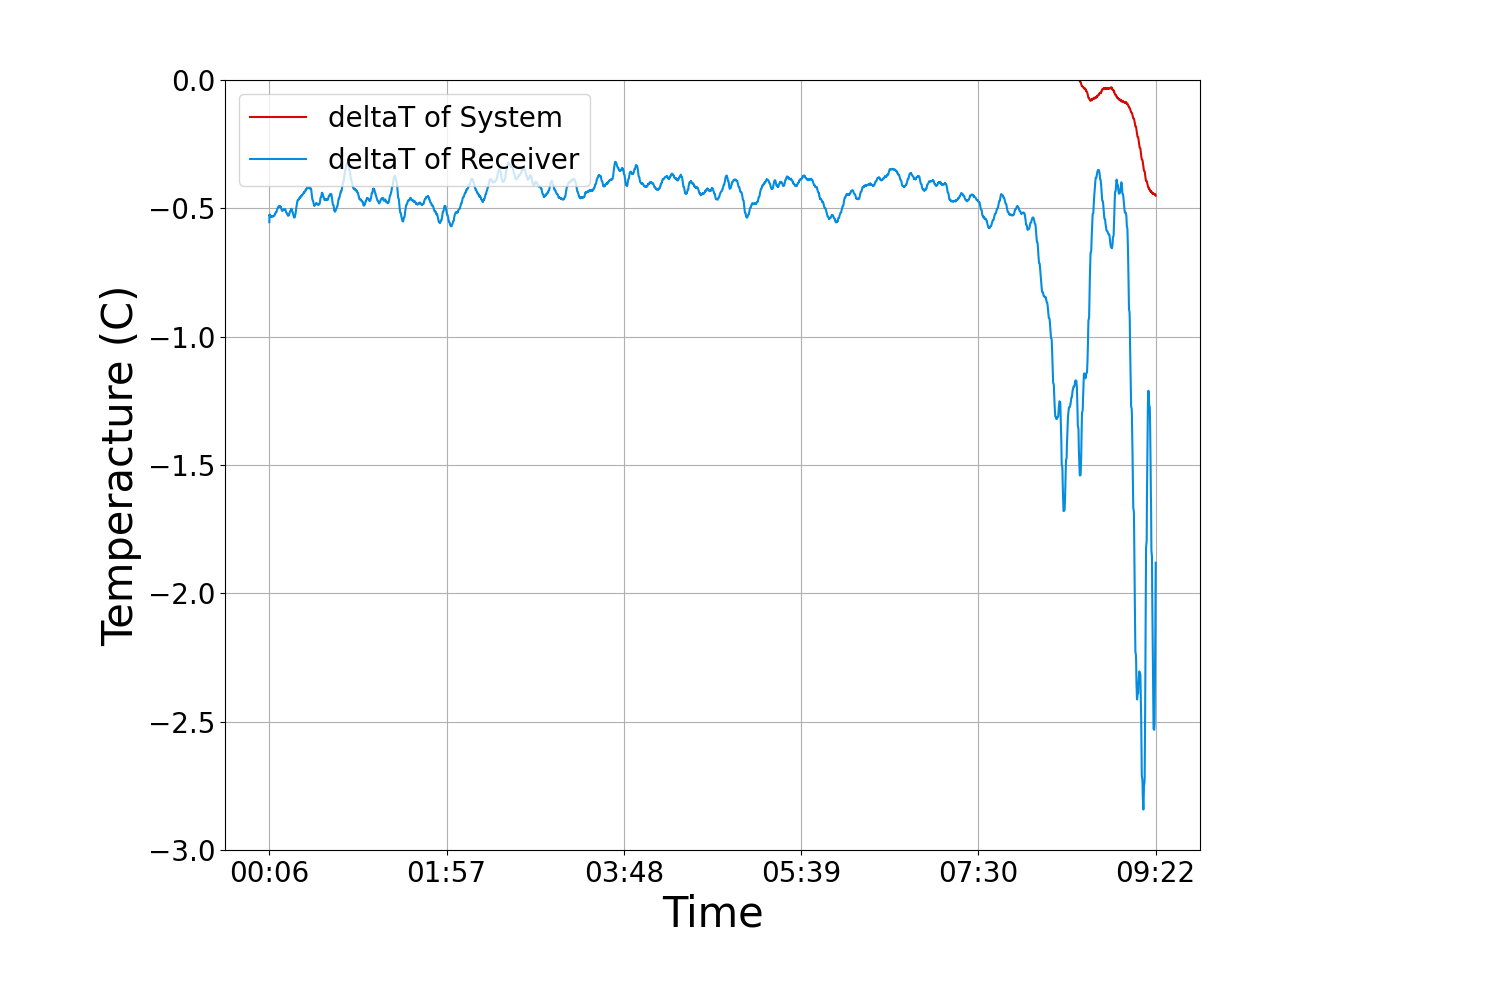 0.0
−0.5
−1.0
−1.5
−2.0
−2.5
−3.0
Temperacture (C)
deltaT of System
deltaT of Receiver
00:06 01:57 03:48 05:39 07:30 09:22
Time